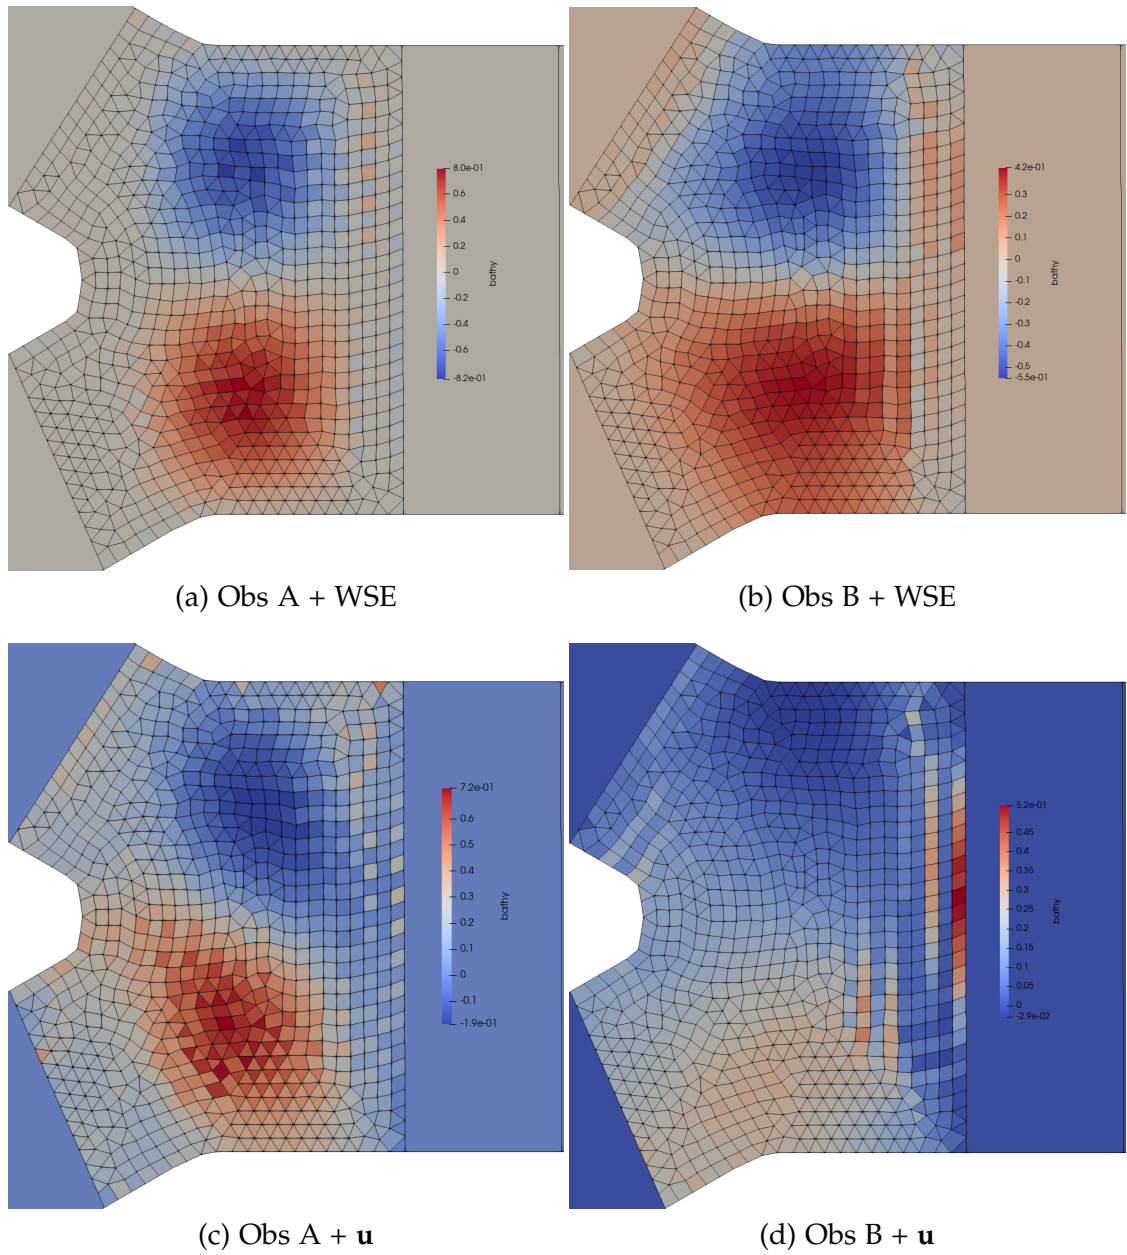 8.0e-01
0.6
0.4
0.2
0
-0.2
-0.4
-0.6
-8.2e-01
bathy
4.2e-01
0.3
0.2
0.1
0
-0.1
-0.2
-0.3
-0.4
-0.5
-5.5e-01
bathy
(a) Obs A + WSE
(b) Obs B + WSE
7.2e-01
0.6
0.5
0.4
0.3
0.2
0.1
0
-0.1
-1.9e-01
bathy
5.2e-01
0.45
0.4
0.35
0.3
0.25
0.2
0.15
0.1
0.05
0
-2.9e-02
bathy
(c) Obs A + u
(d) Obs B + u